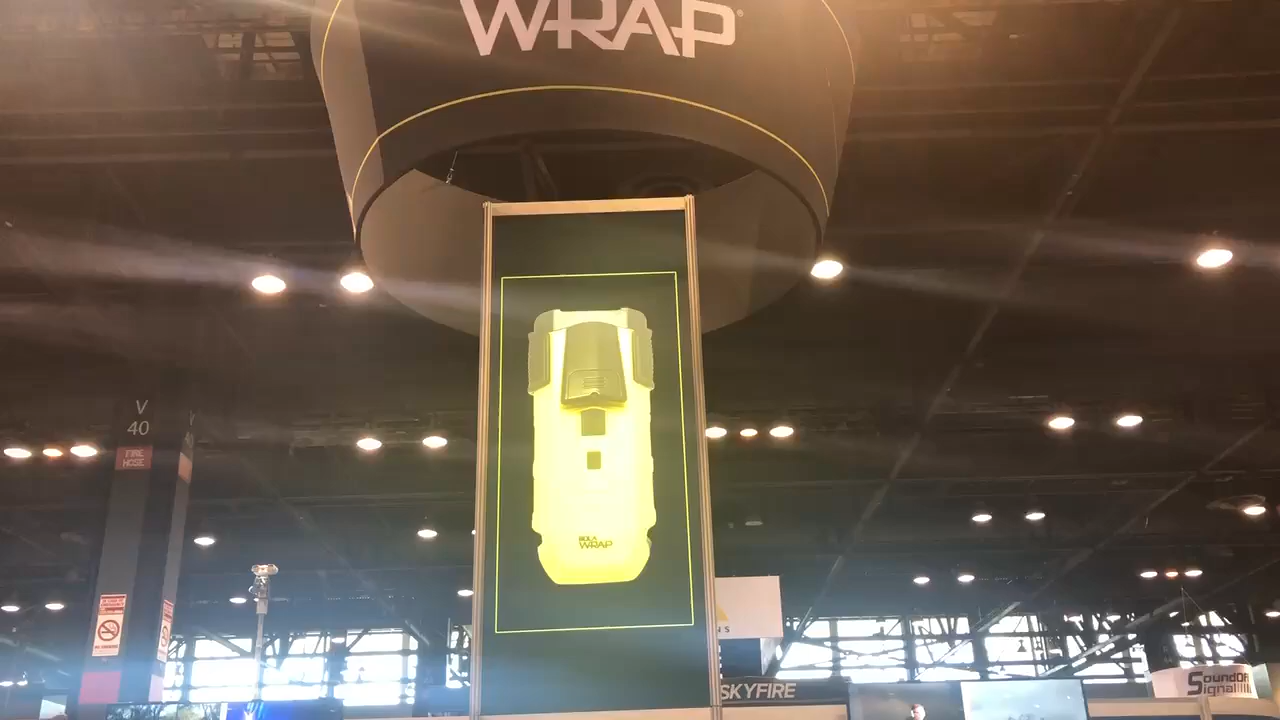 WRAP®
V
40
FIRE
HOSE
BOLA
WRAP
SKYFIRE
SoundOff
Signal